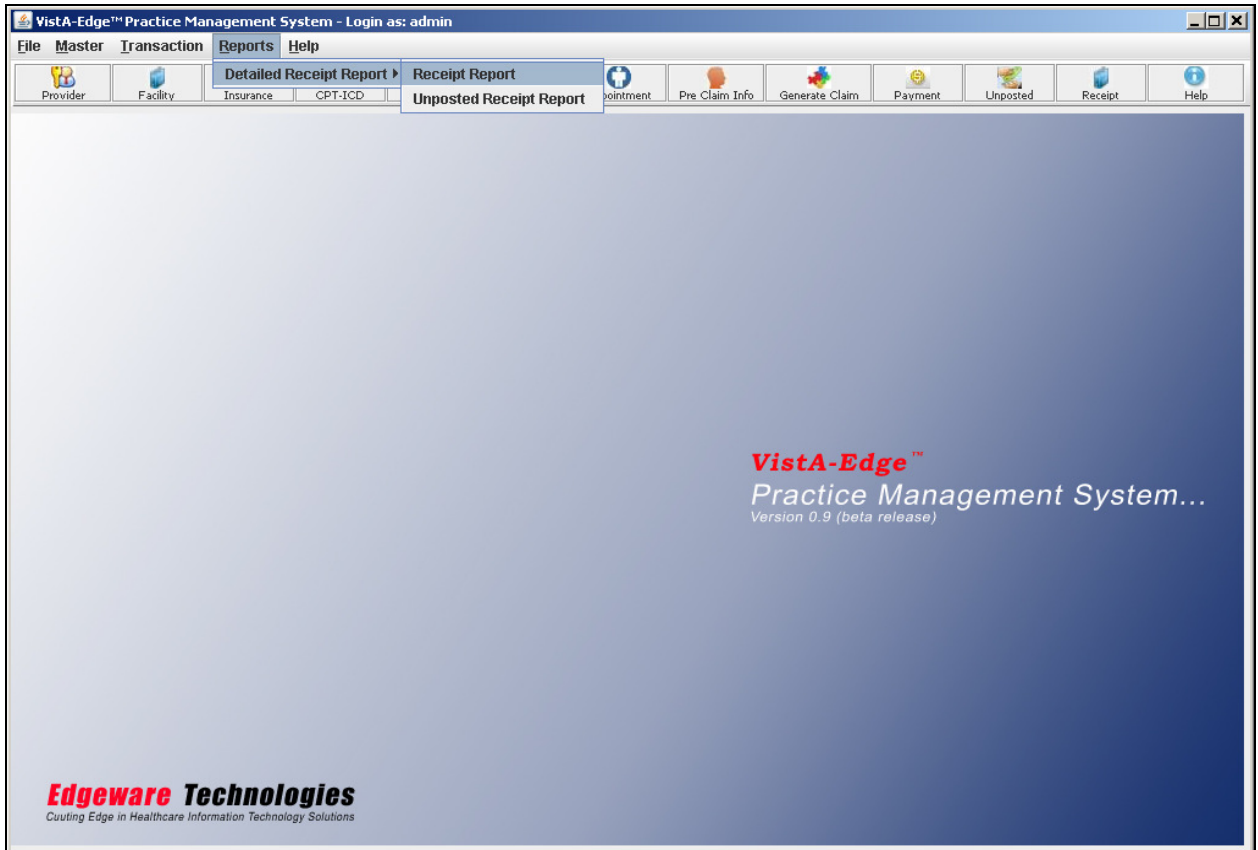 VistA-Edge™ Practice Management System - Login as: admin
File Master Transaction Reports Help
Detailed Receipt Report Receipt Report
Unposted Receipt Report
Provider Facility Insurance CPT-ICD pointment Pre Claim Info Generate Claim Payment Unposted Receipt Help
VistA-Edge™
Practice Management System...
Version 0.9 (beta release)
Edgeware Technologies
Cuuting Edge in Healthcare Information Technology Solutions